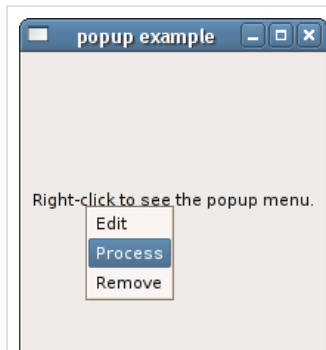 popup example
Right-click to see the popup menu.
Edit
Process
Remove